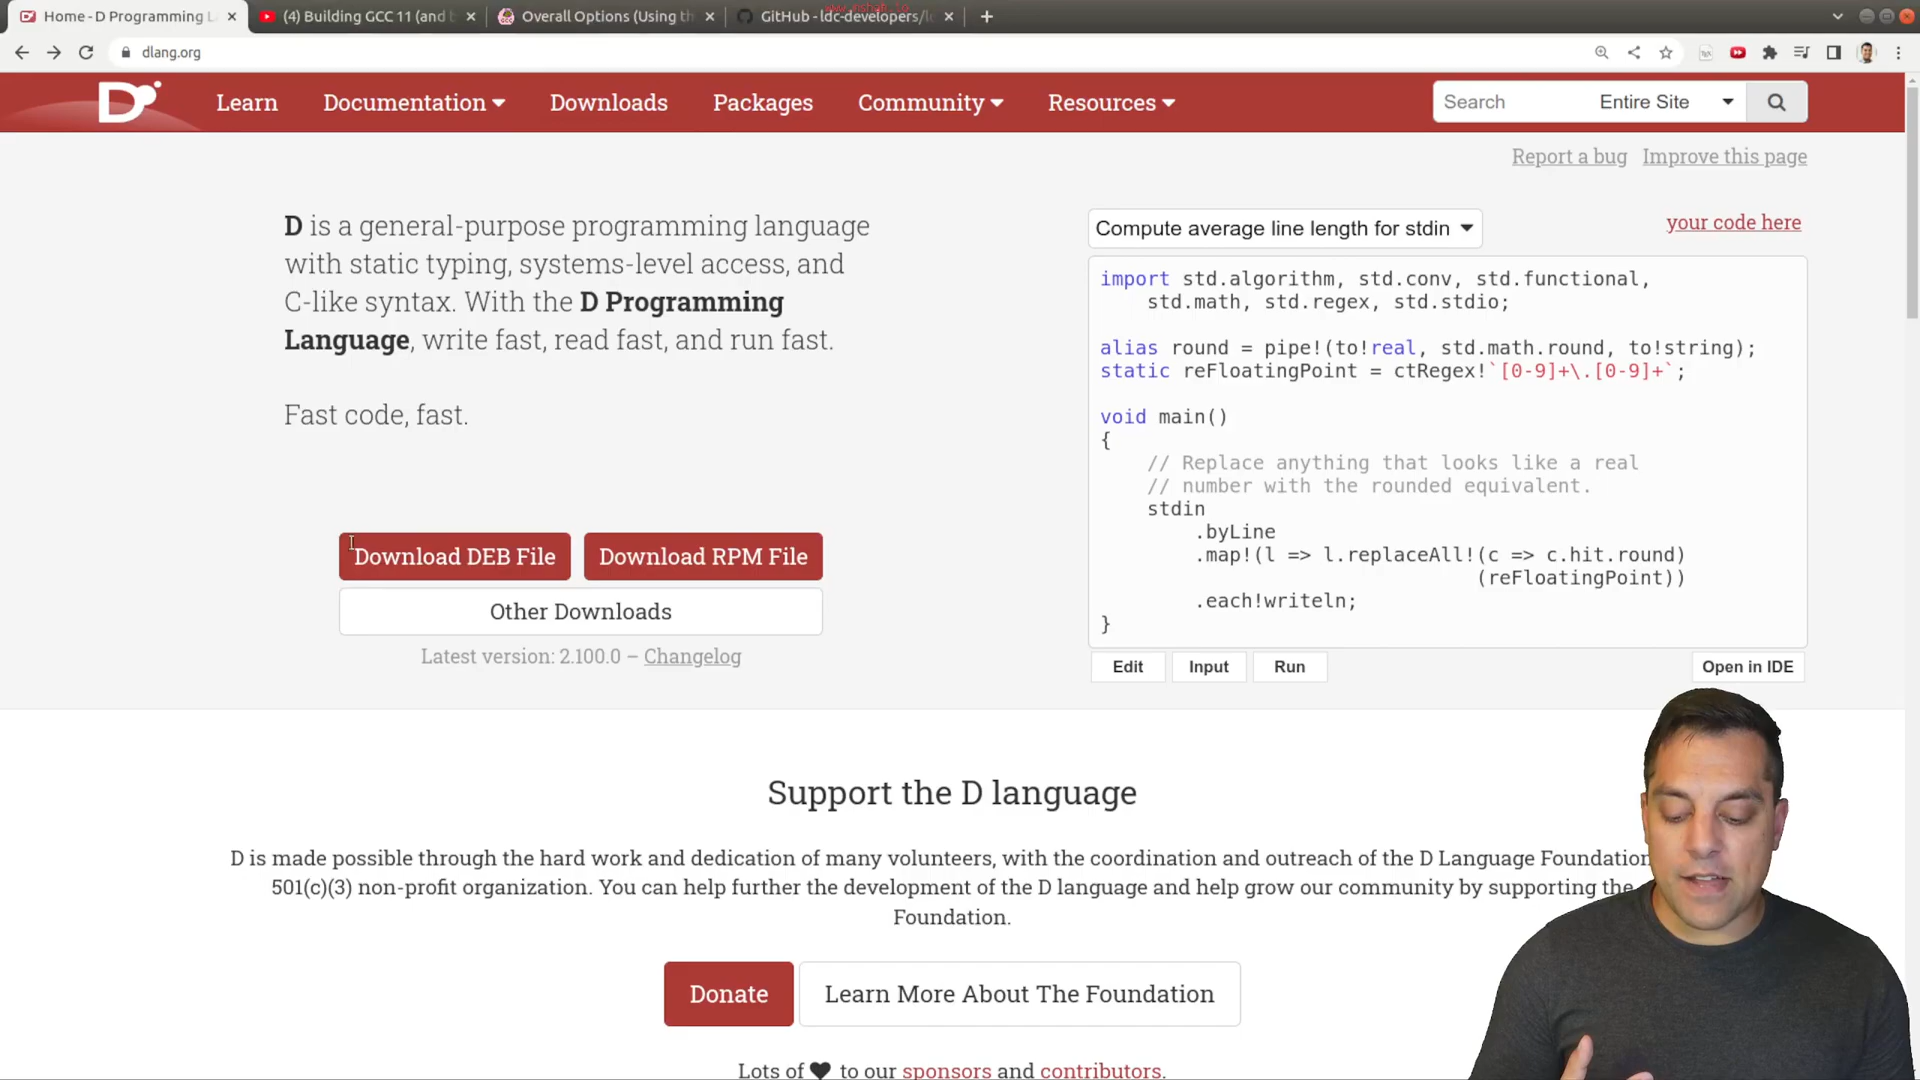 Home - D Programming L
(4) Building GCC 11 (and b
Overall Options (Using th
GitHub - ldc-developers/l
dlang.org
D
Learn
Documentation
Downloads
Packages
Community
Resources
Search
Entire Site
Report a bug
Improve this page
D is a general-purpose programming language
with static typing, systems-level access, and
C-like syntax. With the D Programming
Language, write fast, read fast, and run fast.
Fast code, fast.
Download DEB File
Download RPM File
Other Downloads
Latest version: 2.100.0 – Changelog
Compute average line length for stdin
your code here
import std.algorithm, std.conv, std.functional,
    std.math, std.regex, std.stdio;
alias round = pipe!(to!real, std.math.round, to!string);
static reFloatingPoint = ctRegex!`[0-9]+\.[0-9]+`;
void main()
{
    // Replace anything that looks like a real
    // number with the rounded equivalent.
    stdin
        .byLine
        .map!(l => l.replaceAll!(c => c.hit.round)
                                (reFloatingPoint))
        .each!writeln;
}
Edit
Input
Run
Open in IDE
Support the D language
D is made possible through the hard work and dedication of many volunteers, with the coordination and outreach of the D Language Foundation
501(c)(3) non-profit organization. You can help further the development of the D language and help grow our community by supporting the
Foundation.
Donate
Learn More About The Foundation
Lots of ♥ to our sponsors and contributors.